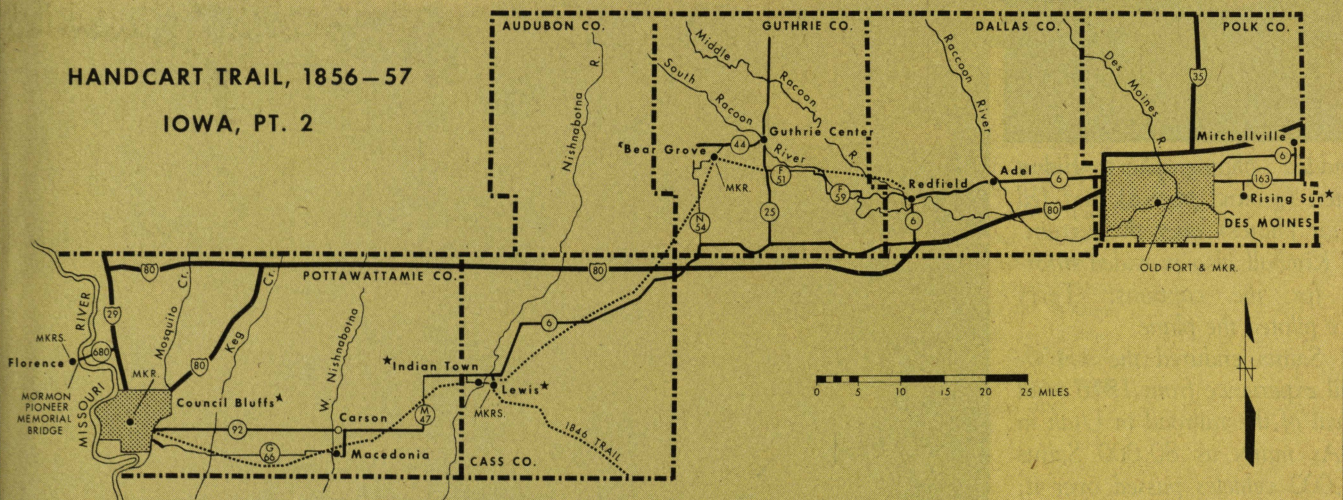 HANDCART TRAIL, 1856–57
IOWA, PT. 2
AUDUBON CO.
GUTHRIE CO.
DALLAS CO.
POLK CO.
Nishnabotna R.
Middle Racoon R.
South Racoon River
Raccoon River
Des Moines R.
35
Mitchellville
6
163
Rising Sun★
DES MOINES
OLD FORT & MKR.
Guthrie Center
★Bear Grove
44
MKR.
F 51
F 59
N 54
25
Redfield
6
Adel
6
80
POTTAWATTAMIE CO.
80
80
29
RIVER
MISSOURI
MKRS.
Florence
680
MORMON
PIONEER
MEMORIAL
BRIDGE
Mosquito Cr.
Keg Cr.
80
MKR.
Council Bluffs★
W. Nishnabotna
92
G 66
Carson
Macedonia
★Indian Town
M 47
6
Lewis★
MKRS.
1846 TRAIL
CASS CO.
0 5 10 15 20 25 MILES
N